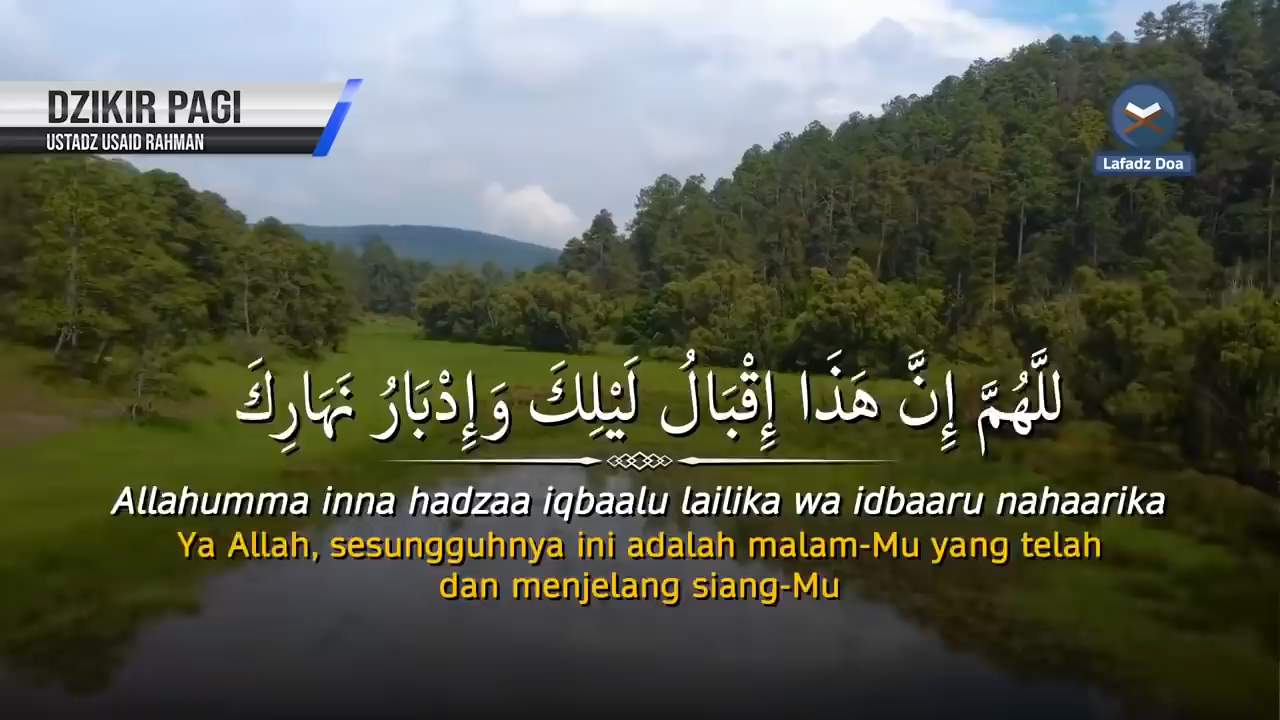 DZIKIR PAGI
USTADZ USAID RAHMAN
Lafadz Doa
للَّهُمَّ إِنَّ هَذَا إِقْبَالُ لَيْلِكَ وَإِدْبَارُ نَهَارِكَ
Allahumma inna hadzaa iqbaalu lailika wa idbaaru nahaarika
Ya Allah, sesungguhnya ini adalah malam-Mu yang telah
dan menjelang siang-Mu